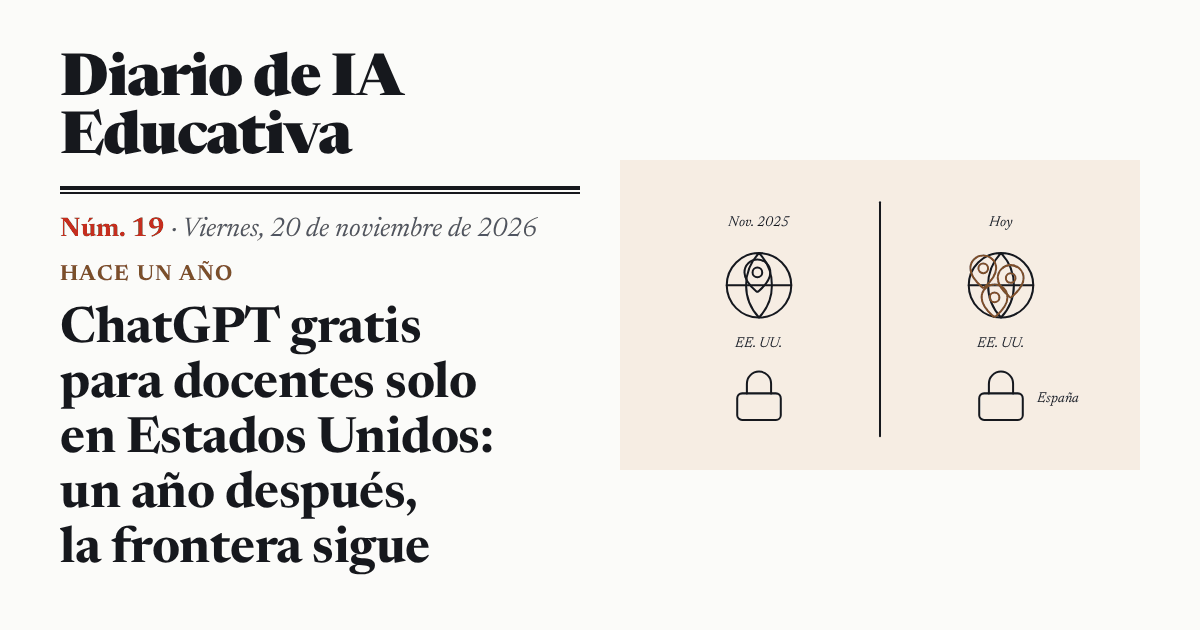 Diario de IA
Educativa
Núm. 19 · Viernes, 20 de noviembre de 2026
HACE UN AÑO
ChatGPT gratis
para docentes solo
en Estados Unidos:
un año después,
la frontera sigue
Nov. 2025
EE. UU.
Hoy
EE. UU.
España